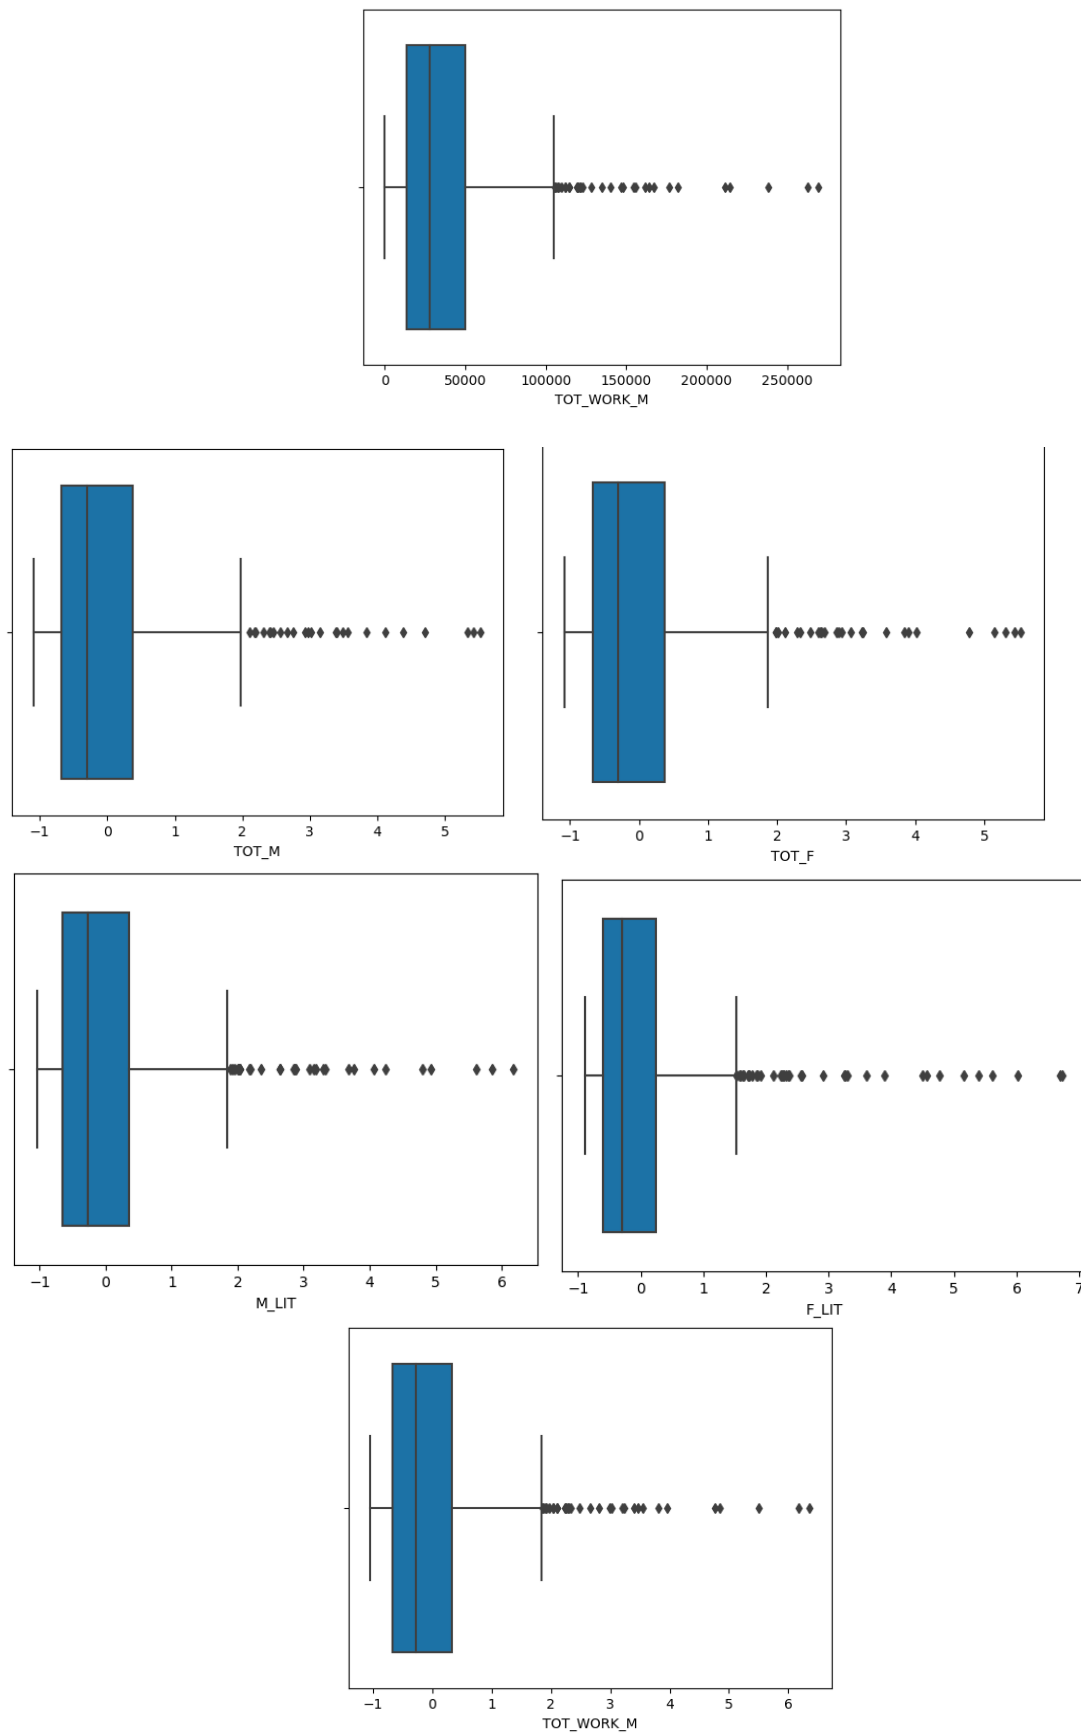 0 50000 100000 150000 200000 250000
TOT_WORK_M
−1 0 1 2 3 4 5
TOT_M
−1 0 1 2 3 4 5
TOT_F
−1 0 1 2 3 4 5 6
M_LIT
−1 0 1 2 3 4 5 6 7
F_LIT
−1 0 1 2 3 4 5 6
TOT_WORK_M